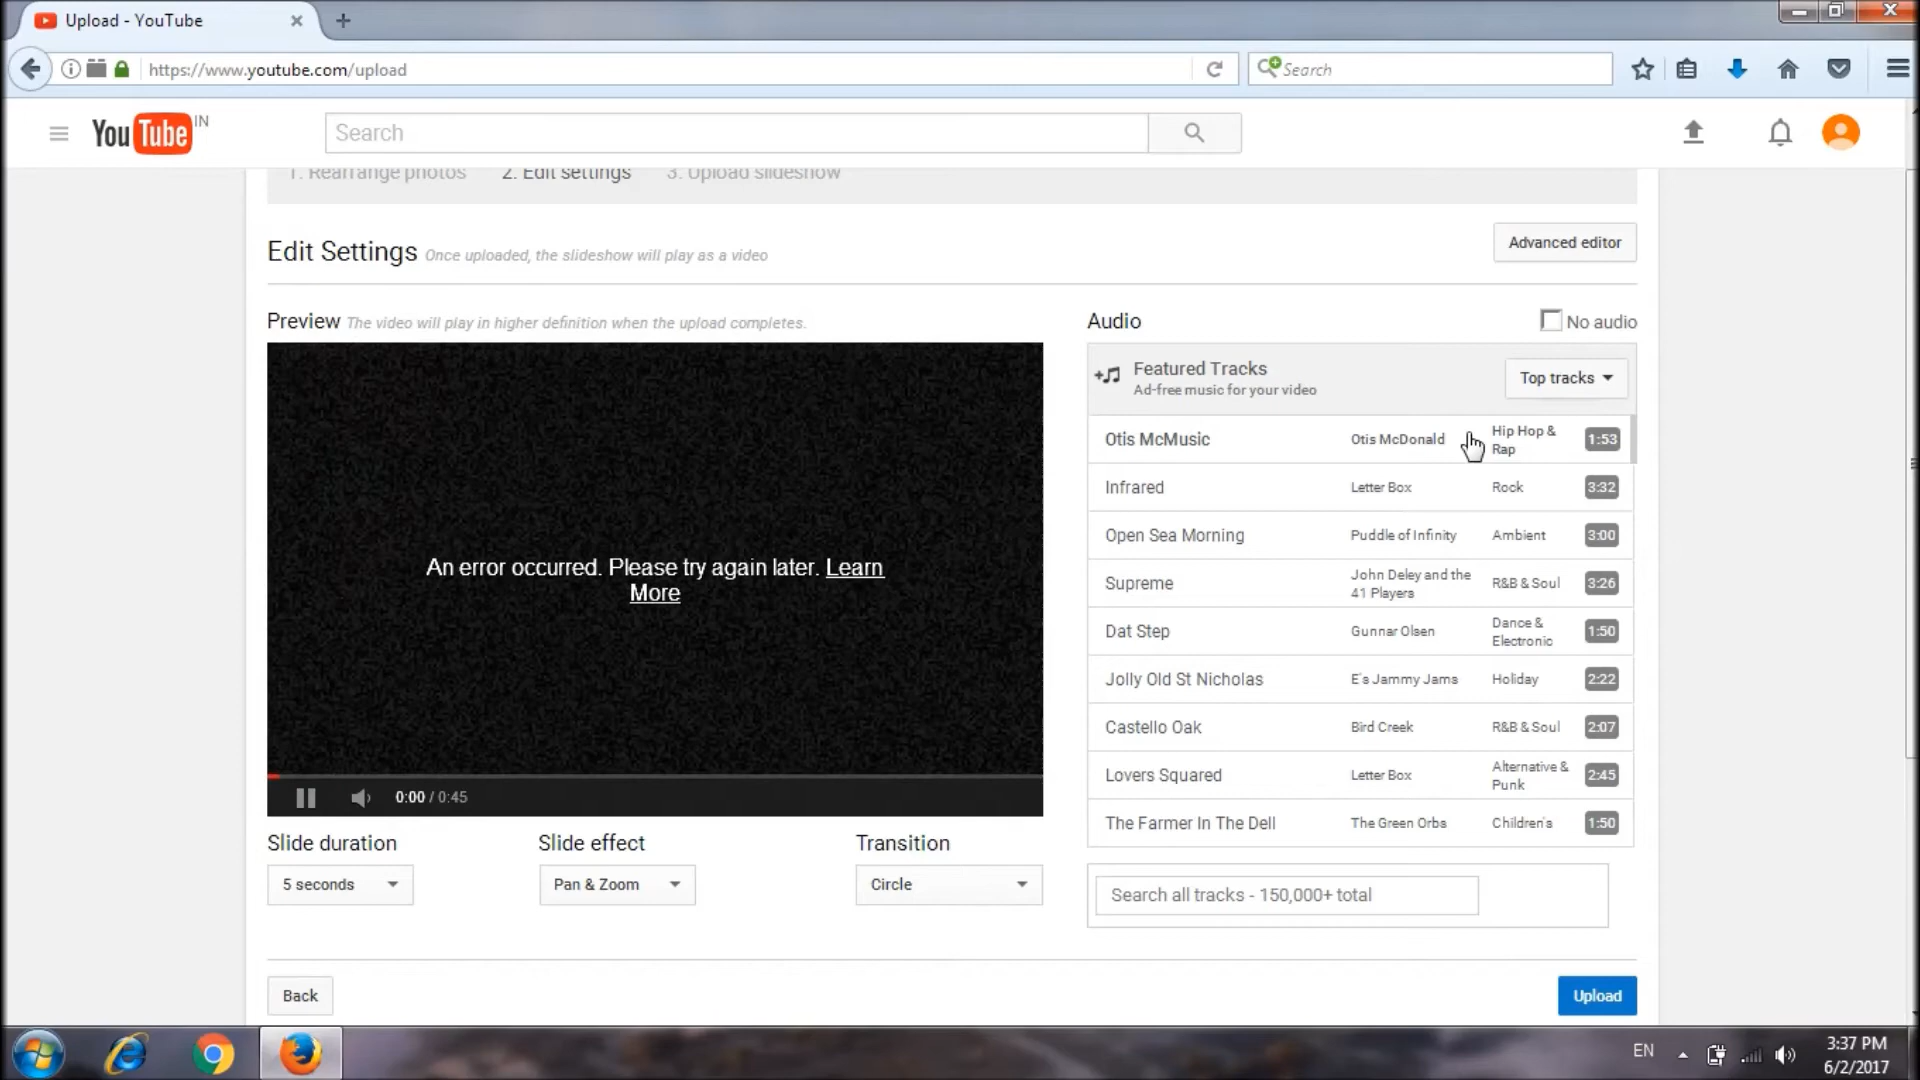 Upload - YouTube
https://www.youtube.com/upload
Search
YouTube IN
Search
1. Rearrange photos 2. Edit settings 3. Upload slideshow
Edit Settings Once uploaded, the slideshow will play as a video
Advanced editor
Preview The video will play in higher definition when the upload completes.
An error occurred. Please try again later. Learn
More
0:00 / 0:45
Slide duration
5 seconds
Slide effect
Pan & Zoom
Transition
Circle
Audio
No audio
Featured Tracks
Ad-free music for your video
Top tracks
Otis McMusic Otis McDonald Hip Hop &
Rap 1:53
Infrared Letter Box Rock 3:32
Open Sea Morning Puddle of Infinity Ambient 3:00
Supreme John Deley and the
41 Players R&B & Soul 3:26
Dat Step Gunnar Olsen Dance &
Electronic 1:50
Jolly Old St Nicholas E's Jammy Jams Holiday 2:22
Castello Oak Bird Creek R&B & Soul 2:07
Lovers Squared Letter Box Alternative &
Punk 2:45
The Farmer In The Dell The Green Orbs Children's 1:50
Search all tracks - 150,000+ total
Back
Upload
EN
3:37 PM
6/2/2017